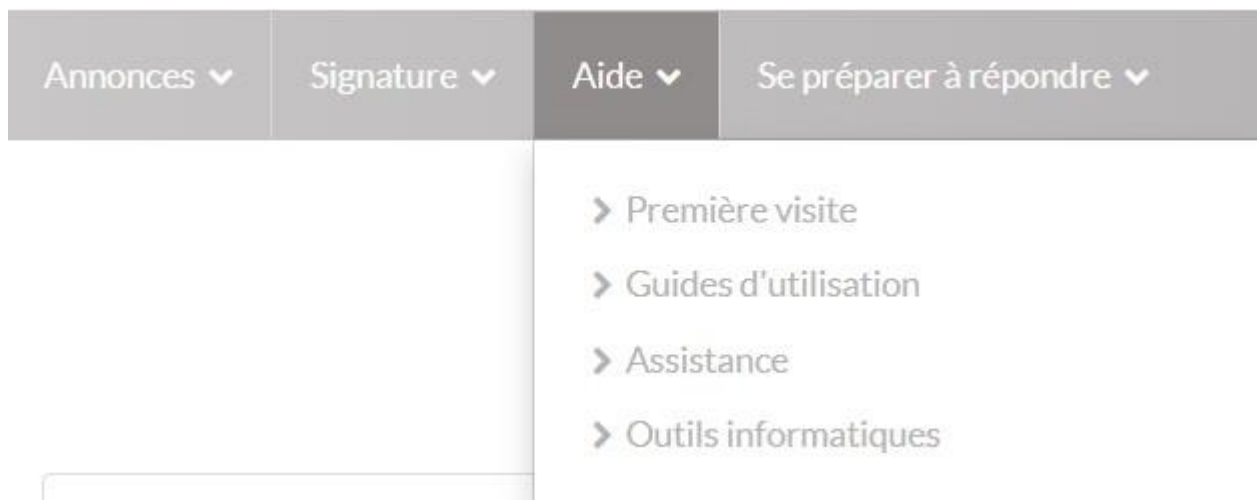 Annonces Signature Aide Se préparer à répondre
Première visite
Guides d'utilisation
Assistance
Outils informatiques